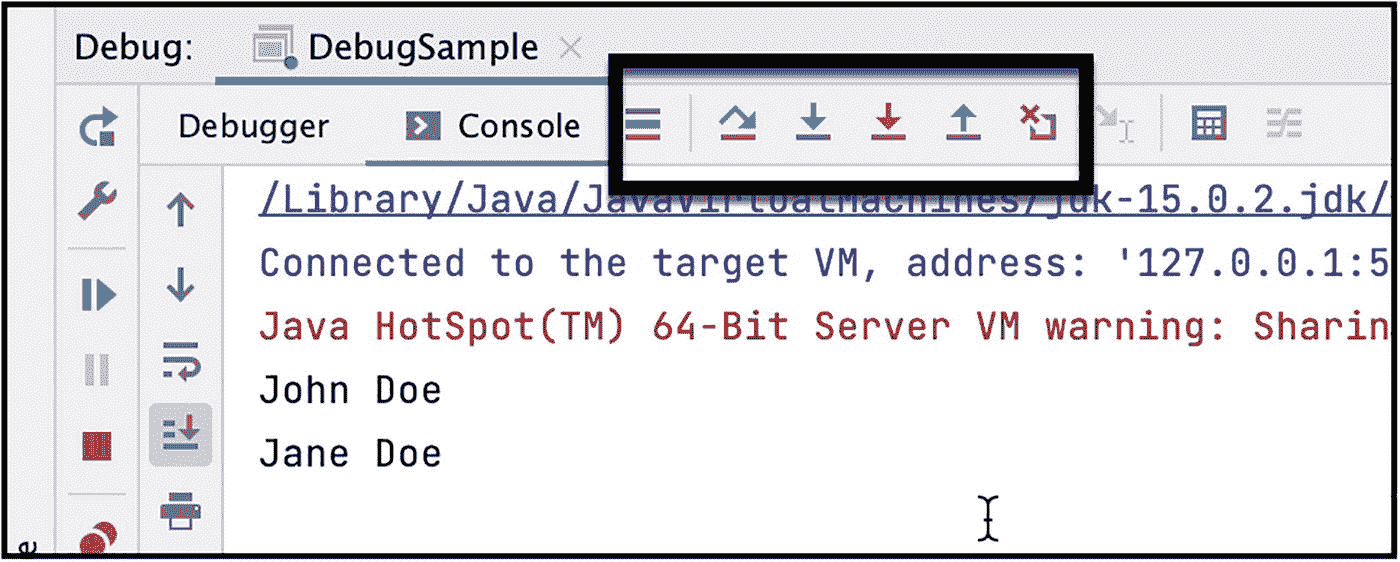 Debug: DebugSample
Debugger Console
/Library/Java/JavaVirtualMachines/jdk-15.0.2.jdk/
Connected to the target VM, address: '127.0.0.1:5
Java HotSpot(TM) 64-Bit Server VM warning: Sharin
John Doe
Jane Doe
e